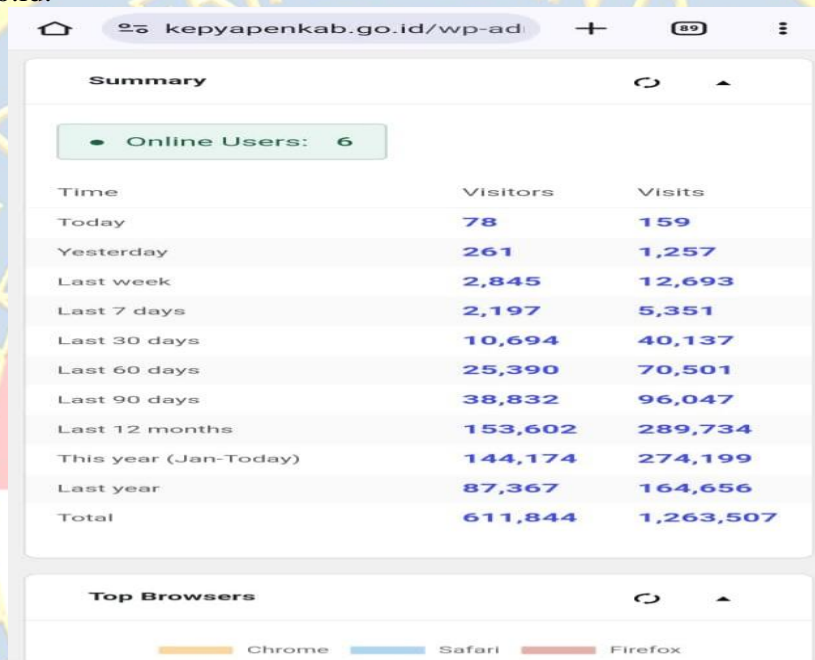 kepyapenkab.go.id/wp-ad
89
Summary
Online Users: 6
Time Visitors Visits
Today 78 159
Yesterday 261 1,257
Last week 2,845 12,693
Last 7 days 2,197 5,351
Last 30 days 10,694 40,137
Last 60 days 25,390 70,501
Last 90 days 38,832 96,047
Last 12 months 153,602 289,734
This year (Jan-Today) 144,174 274,199
Last year 87,367 164,656
Total 611,844 1,263,507
Top Browsers
Chrome Safari Firefox